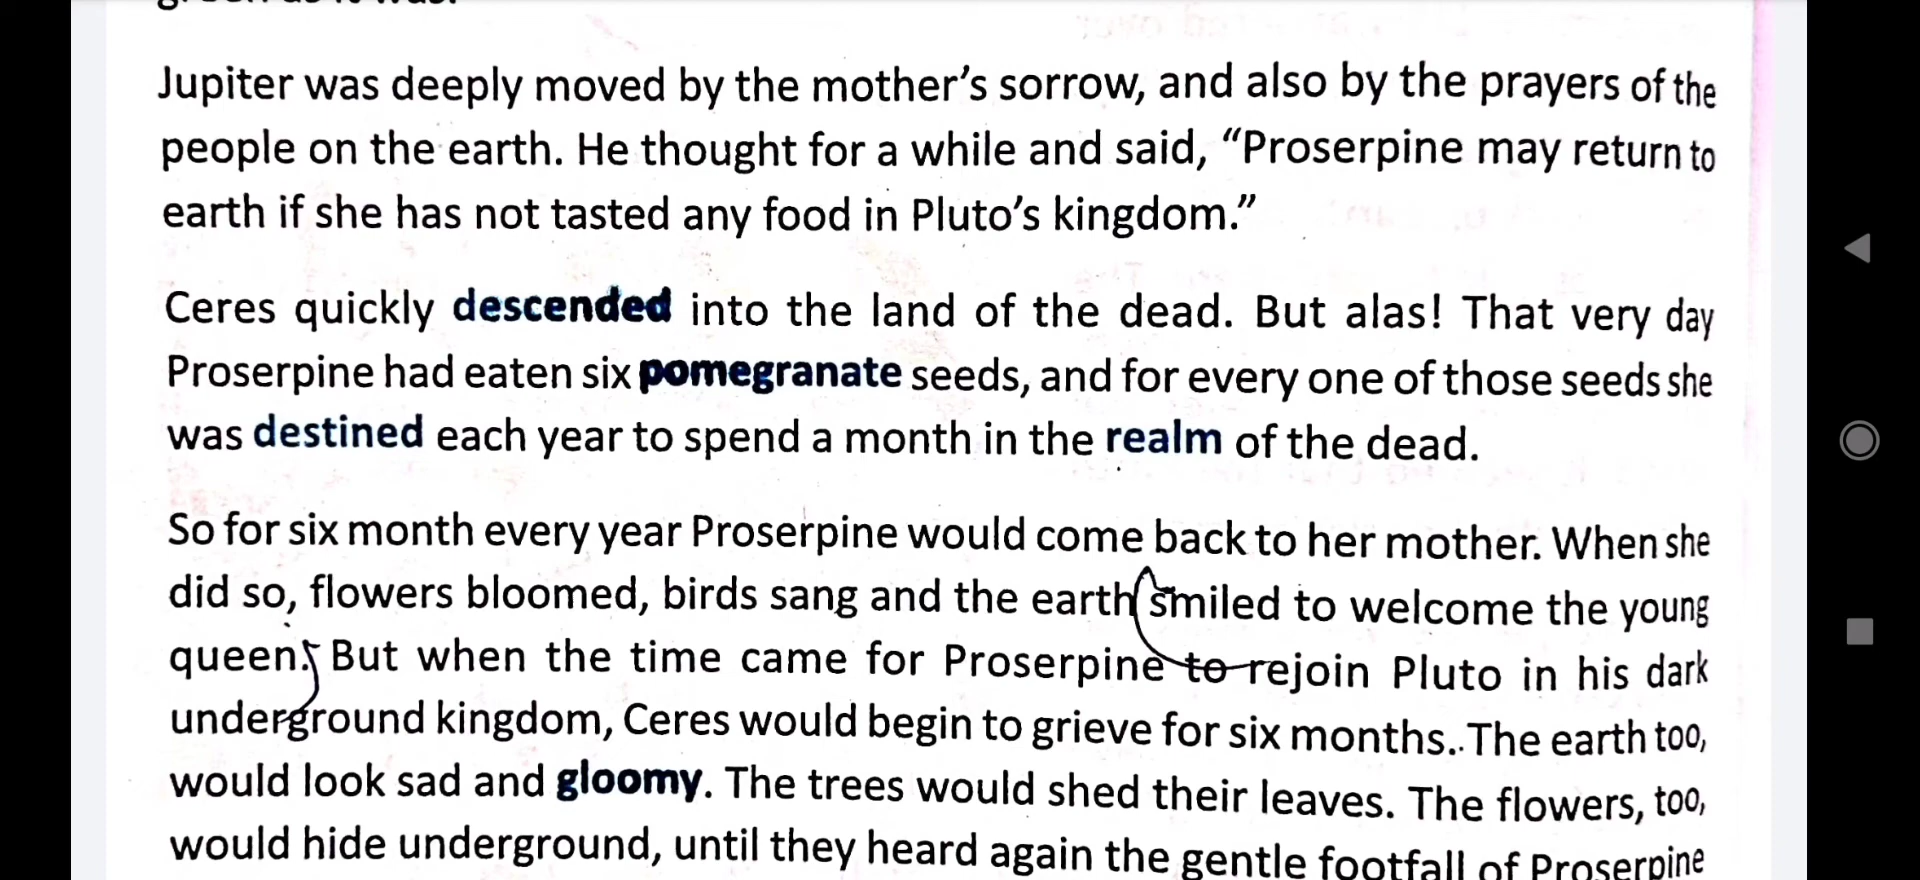 Jupiter was deeply moved by the mother's sorrow, and also by the prayers of the
people on the earth. He thought for a while and said, “Proserpine may return to
earth if she has not tasted any food in Pluto's kingdom.”
Ceres quickly descended into the land of the dead. But alas! That very day
Proserpine had eaten six pomegranate seeds, and for every one of those seeds she
was destined each year to spend a month in the realm of the dead.
So for six month every year Proserpine would come back to her mother. When she
did so, flowers bloomed, birds sang and the earth smiled to welcome the young
queen. But when the time came for Proserpine to rejoin Pluto in his dark
underground kingdom, Ceres would begin to grieve for six months. The earth too,
would look sad and gloomy. The trees would shed their leaves. The flowers, too,
would hide underground, until they heard again the gentle footfall of Proserpine